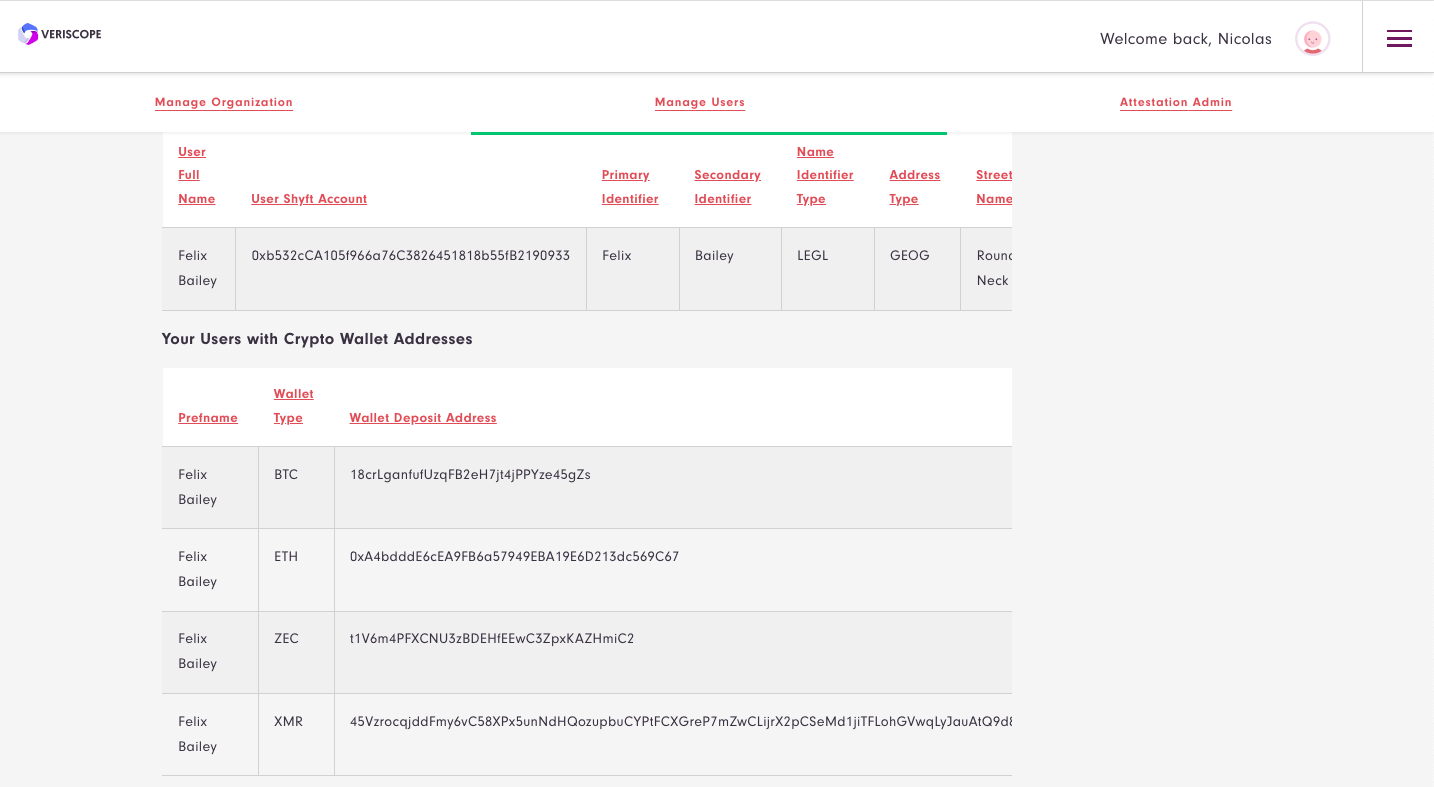 VERISCOPE
Welcome back, Nicolas
Manage Organization
Manage Users
Attestation Admin
User Full Name
User Shyft Account
Primary Identifier
Secondary Identifier
Name Identifier Type
Address Type
Street Name
Felix Bailey
0xb532cCA105f966a76C3826451818b55fB2190933
Felix
Bailey
LEGL
GEOG
Neck
Your Users with Crypto Wallet Addresses
Prefname
Wallet Type
Wallet Deposit Address
Felix Bailey
BTC
18crLganfufUzqFB2eH7jt4jPPYze45gZs
Felix Bailey
ETH
0xA4bdddE6cEA9FB6a57949EBA19E6D213dc569C67
Felix Bailey
ZEC
t1V6m4PFXCNU3zBDEHfEEwC3ZpxKAZHmiC2
Felix Bailey
XMR
45VzrocqjddFmy6vC58XPx5unNdHQozupbuCYPtFCXGreP7mZwCLijrX2pCSeMd1jiTFLohGVwqLyJauAtQ9d8